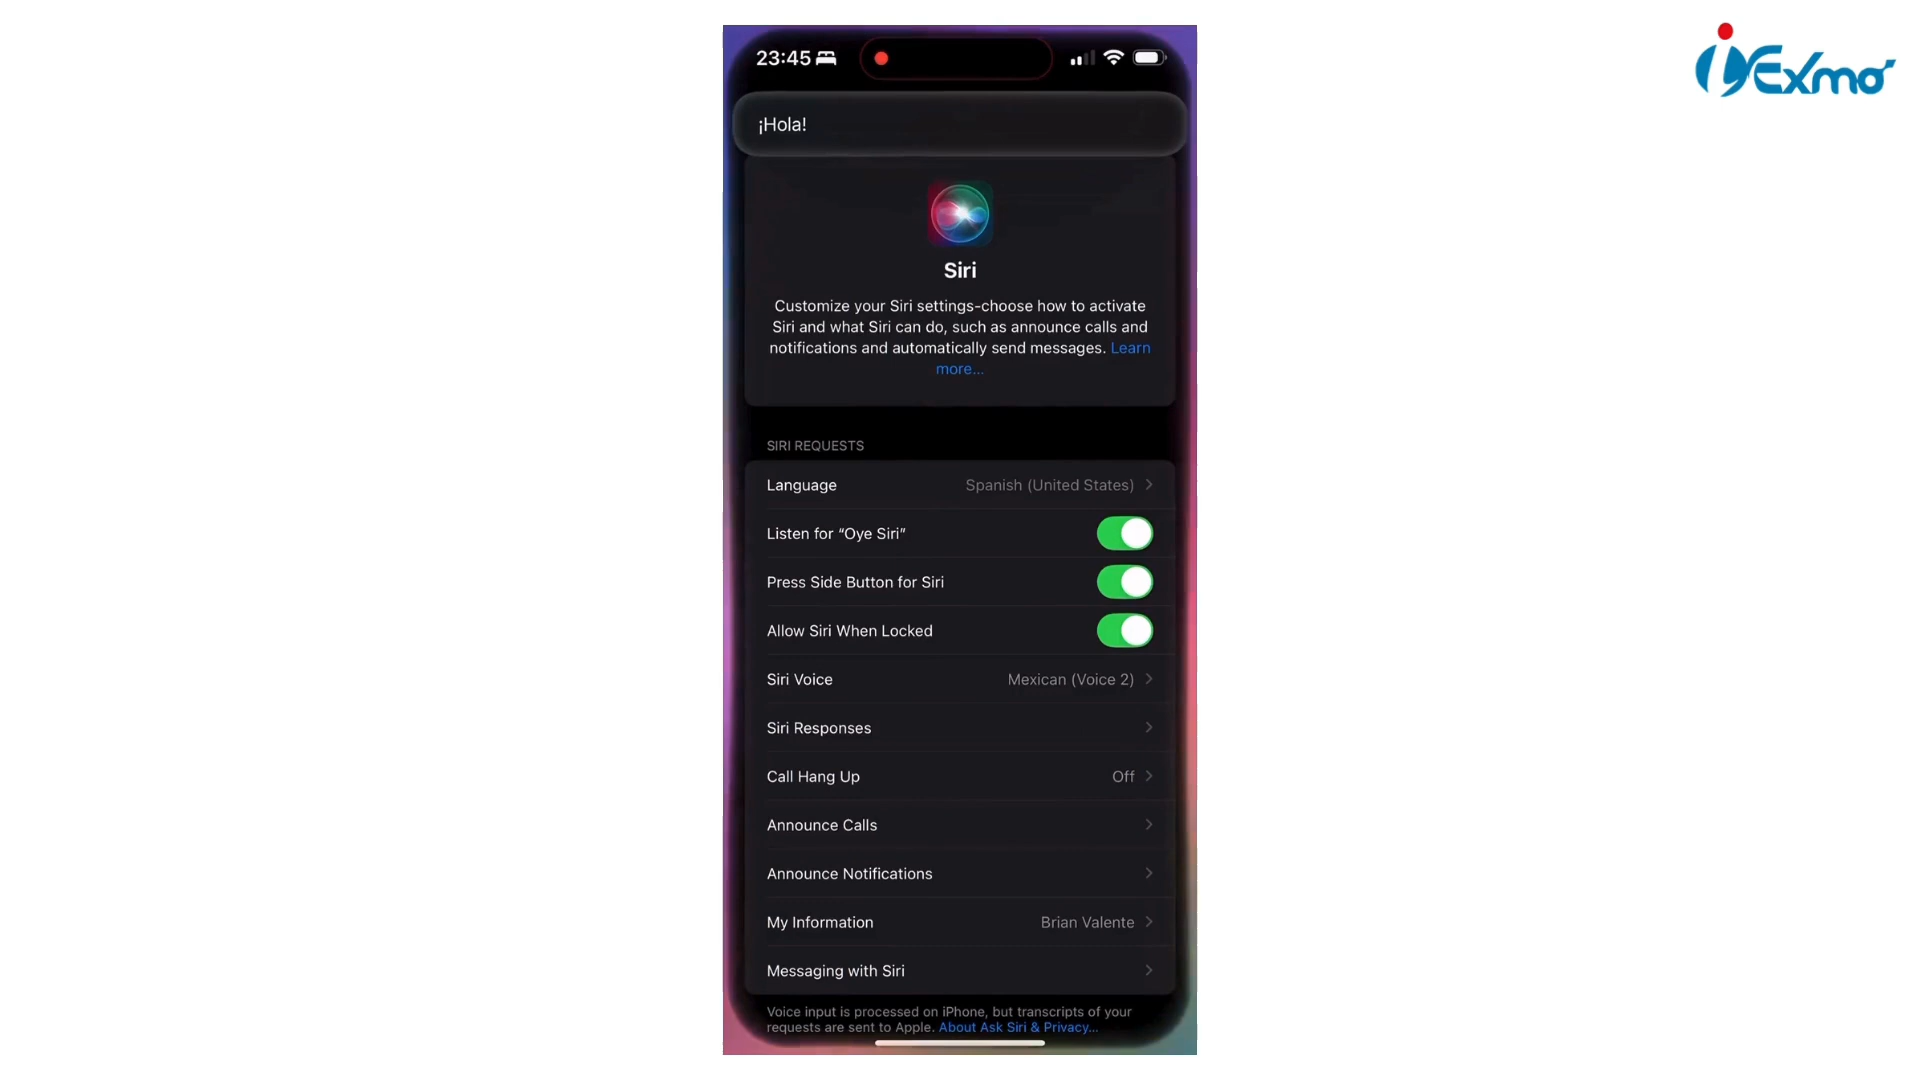 23:45
¡Hola!
Siri
Customize your Siri settings-choose how to activate
Siri and what Siri can do, such as announce calls and
notifications and automatically send messages. Learn
more...
SIRI REQUESTS
Language Spanish (United States)
Listen for “Oye Siri”
Press Side Button for Siri
Allow Siri When Locked
Siri Voice Mexican (Voice 2)
Siri Responses
Call Hang Up Off
Announce Calls
Announce Notifications
My Information Brian Valente
Messaging with Siri
Voice input is processed on iPhone, but transcripts of your
requests are sent to Apple. About Ask Siri & Privacy...
iyExmo